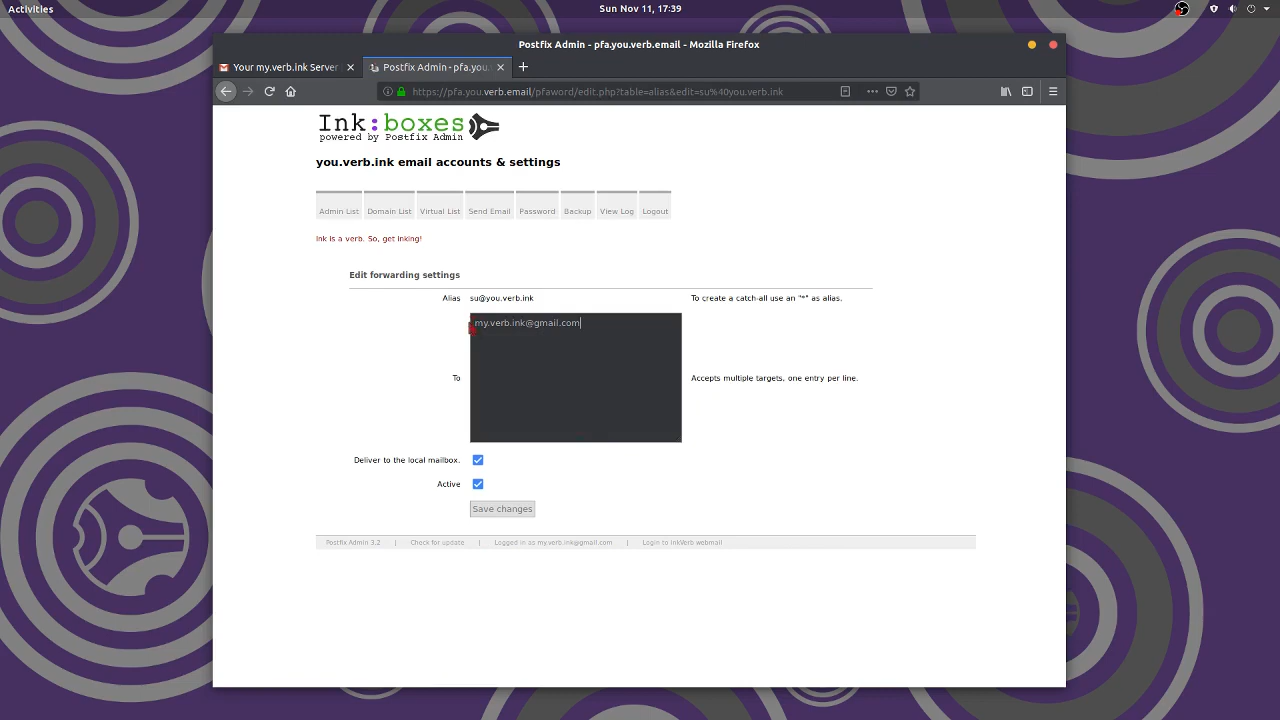 Activities
Sun Nov 11, 17:39
Postfix Admin - pfa.you.verb.email - Mozilla Firefox
Your my.verb.ink Server
Postfix Admin - pfa.you.
https://pfa.you.verb.email/pfaword/edit.php?table=alias&edit=su%40you.verb.ink
Ink:boxes
powered by Postfix Admin
you.verb.ink email accounts & settings
Admin List Domain List Virtual List Send Email Password Backup View Log Logout
Ink is a verb. So, get inking!
Edit forwarding settings
Alias su@you.verb.ink To create a catch-all use an "*" as alias.
my.verb.ink@gmail.com
To Accepts multiple targets, one entry per line.
Deliver to the local mailbox.
Active
Save changes
Postfix Admin 3.2 | Check for update | Logged in as my.verb.ink@gmail.com | Login to InkVerb webmail